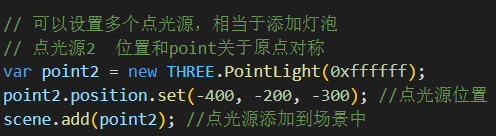 // 可以设置多个点光源，相当于添加灯泡
// 点光源2  位置和point关于原点对称
var point2 = new THREE.PointLight(0xffffff);
point2.position.set(-400, -200, -300); //点光源位置
scene.add(point2); //点光源添加到场景中